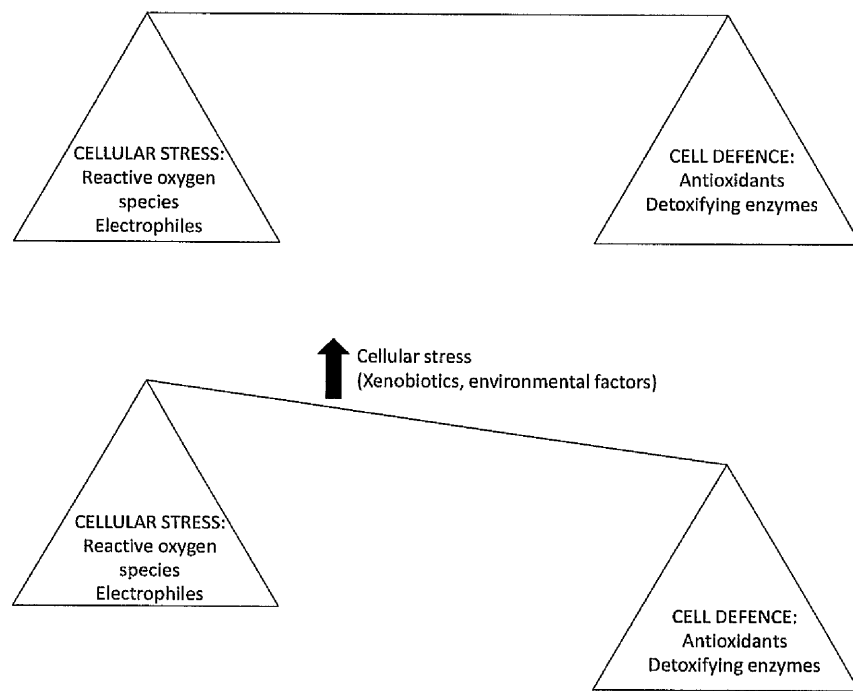 CELLULAR STRESS:
Reactive oxygen
species
Electrophiles
CELL DEFENCE:
Antioxidants
Detoxifying enzymes
Cellular stress
(Xenobiotics, environmental factors)
CELLULAR STRESS:
Reactive oxygen
species
Electrophiles
CELL DEFENCE:
Antioxidants
Detoxifying enzymes